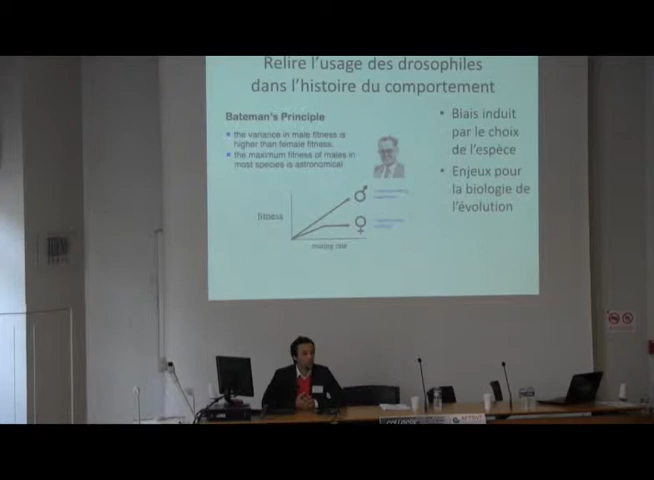 Relire l'usage des drosophiles
dans l'histoire du comportement
Bateman's Principle
• the variance in male fitness is
higher than female fitness.
• the maximum fitness of males in
most species is astronomical
fitness
♂
♀
mating rate
• Biais induit
par le choix
de l'espèce
• Enjeux pour
la biologie de
l'évolution